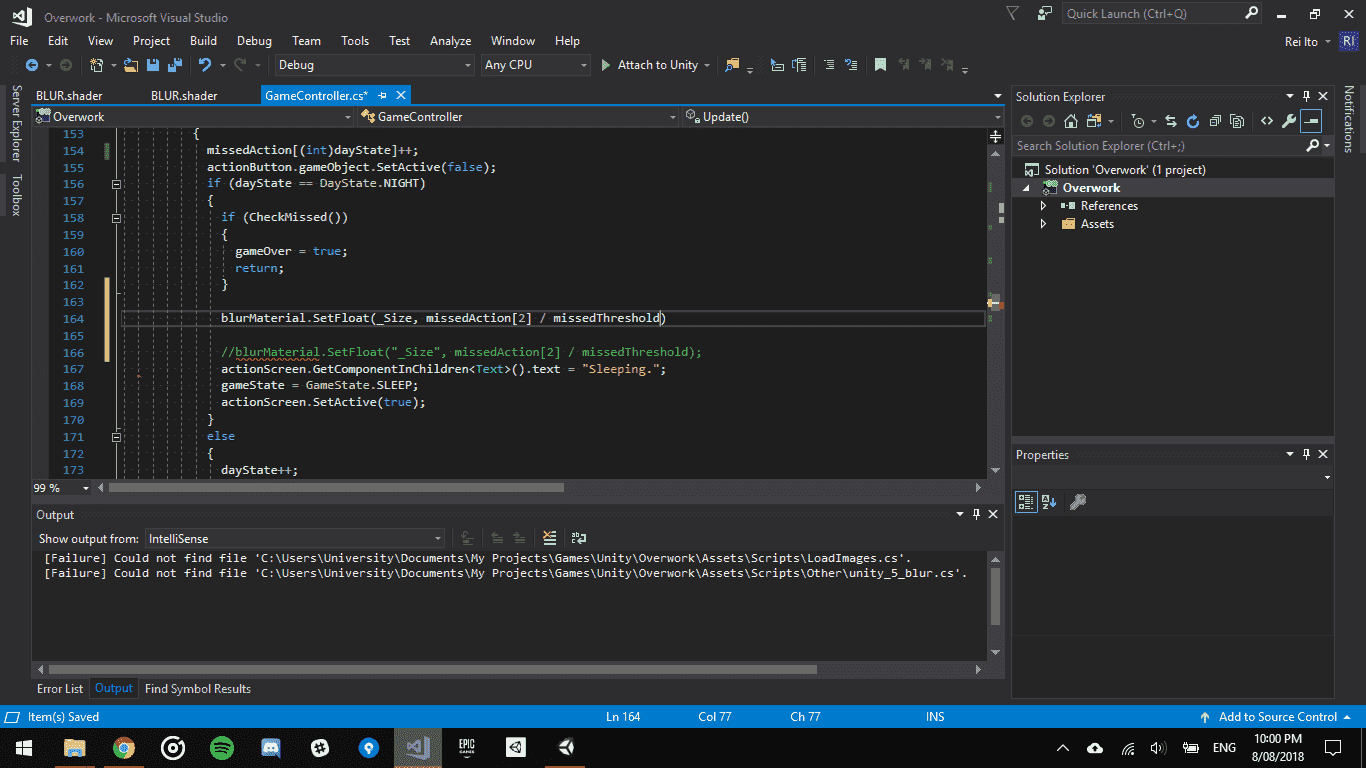 Overwork - Microsoft Visual Studio
Quick Launch (Ctrl+Q)
File Edit View Project Build Debug Team Tools Test Analyze Window Help
Rei Ito RI
Debug Any CPU Attach to Unity
Server Explorer
Toolbox
BLUR.shader BLUR.shader GameController.cs*
Overwork GameController Update()
153 {
154 missedAction[(int)dayState]++;
155 actionButton.gameObject.SetActive(false);
156 if (dayState == DayState.NIGHT)
157 {
158 if (CheckMissed())
159 {
160 gameOver = true;
161 return;
162 }
163
164 blurMaterial.SetFloat(_Size, missedAction[2] / missedThreshold)
165
166 //blurMaterial.SetFloat("_Size", missedAction[2] / missedThreshold);
167 actionScreen.GetComponentInChildren<Text>().text = "Sleeping.";
168 gameState = GameState.SLEEP;
169 actionScreen.SetActive(true);
170 }
171 else
172 {
173 dayState++;
99 %
Output
Show output from: IntelliSense
[Failure] Could not find file 'C:\Users\University\Documents\My Projects\Games\Unity\Overwork\Assets\Scripts\LoadImages.cs'.
[Failure] Could not find file 'C:\Users\University\Documents\My Projects\Games\Unity\Overwork\Assets\Scripts\Other\unity_5_blur.cs'.
Error List Output Find Symbol Results
Solution Explorer
Search Solution Explorer (Ctrl+;)
Solution 'Overwork' (1 project)
Overwork
References
Assets
Properties
Notifications
Item(s) Saved Ln 164 Col 77 Ch 77 INS Add to Source Control
EPIC GAMES
ENG
10:00 PM
8/08/2018